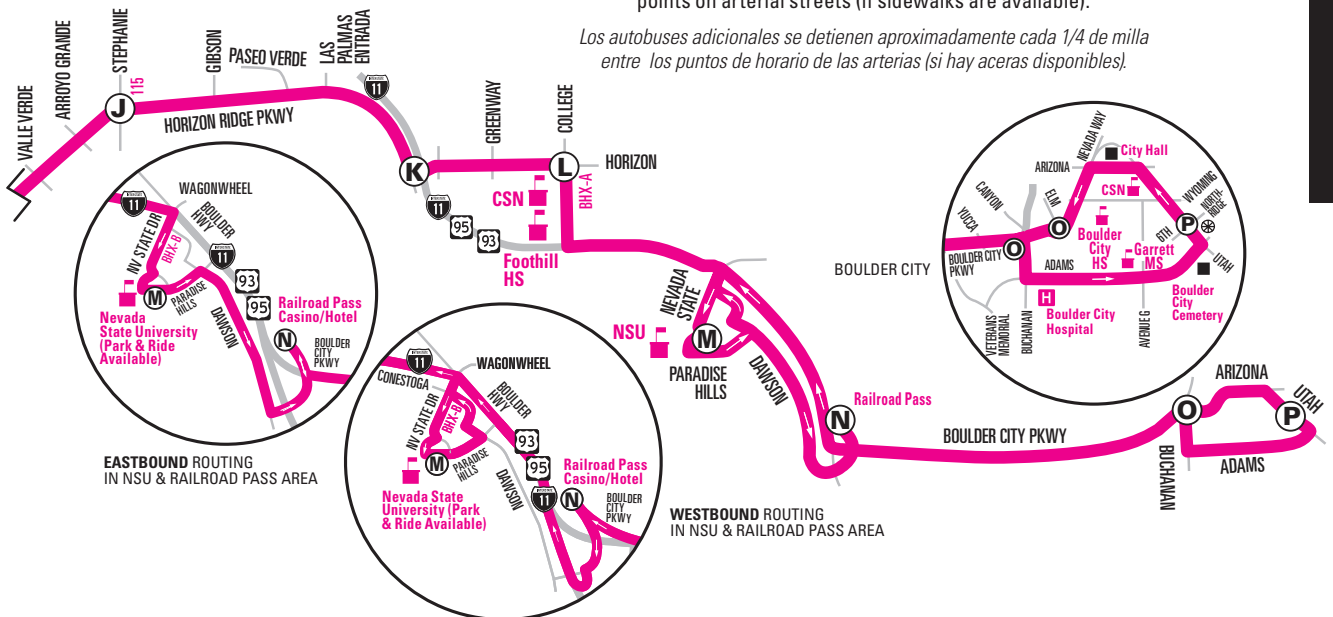 points on arterial streets (if sidewalks are available).
Los autobuses adicionales se detienen aproximadamente cada 1/4 de milla
entre los puntos de horario de las arterias (si hay aceras disponibles).
VALLE VERDE
ARROYO GRANDE
STEPHANIE
115
J
GIBSON
PASEO VERDE
LAS
PALMAS
ENTRADA
HORIZON RIDGE PKWY
INTERSTATE
11
K
GREENWAY
COLLEGE
L
HORIZON
BHX-A
CSN
11
95
93
Foothill
HS
NEVADA
STATE
NSU
M
PARADISE
HILLS
DAWSON
N
Railroad Pass
BOULDER CITY PKWY
O
BUCHANAN
ARIZONA
UTAH
P
ADAMS
WAGONWHEEL
INTERSTATE
11
BOULDER
HWY
NV STATE DR
BHX-B
INTERSTATE
11
93
95
M
PARADISE
HILLS
DAWSON
Nevada
State University
(Park & Ride
Available)
Railroad Pass
Casino/Hotel
N
BOULDER
CITY
PKWY
EASTBOUND ROUTING
IN NSU & RAILROAD PASS AREA
WAGONWHEEL
INTERSTATE
11
CONESTOGA
BOULDER
HWY
NV STATE DR
BHX-B
93
95
INTERSTATE
11
M
PARADISE
HILLS
DAWSON
Nevada State
University (Park
& Ride Available)
Railroad Pass
Casino/Hotel
N
BOULDER
CITY
PKWY
WESTBOUND ROUTING
IN NSU & RAILROAD PASS AREA
BOULDER CITY
NEVADA WAY
City Hall
ARIZONA
CANYON
ELM
CSN
WYOMING
NORTH-
RIDGE
YUCCA
O
O
6TH
P
Boulder
City
HS
Garrett
MS
UTAH
BOULDER CITY
PKWY
ADAMS
H
Boulder City
Hospital
Boulder
City
Cemetery
VETERANS
MEMORIAL
BUCHANAN
AVENUE G